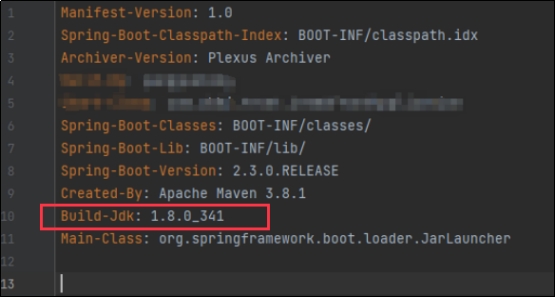 1 Manifest-Version: 1.0
2 Spring-Boot-Classpath-Index: BOOT-INF/classpath.idx
3 Archiver-Version: Plexus Archiver
4
5
6 Spring-Boot-Classes: BOOT-INF/classes/
7 Spring-Boot-Lib: BOOT-INF/lib/
8 Spring-Boot-Version: 2.3.0.RELEASE
9 Created-By: Apache Maven 3.8.1
10 Build-Jdk: 1.8.0_341
11 Main-Class: org.springframework.boot.loader.JarLauncher
12
13